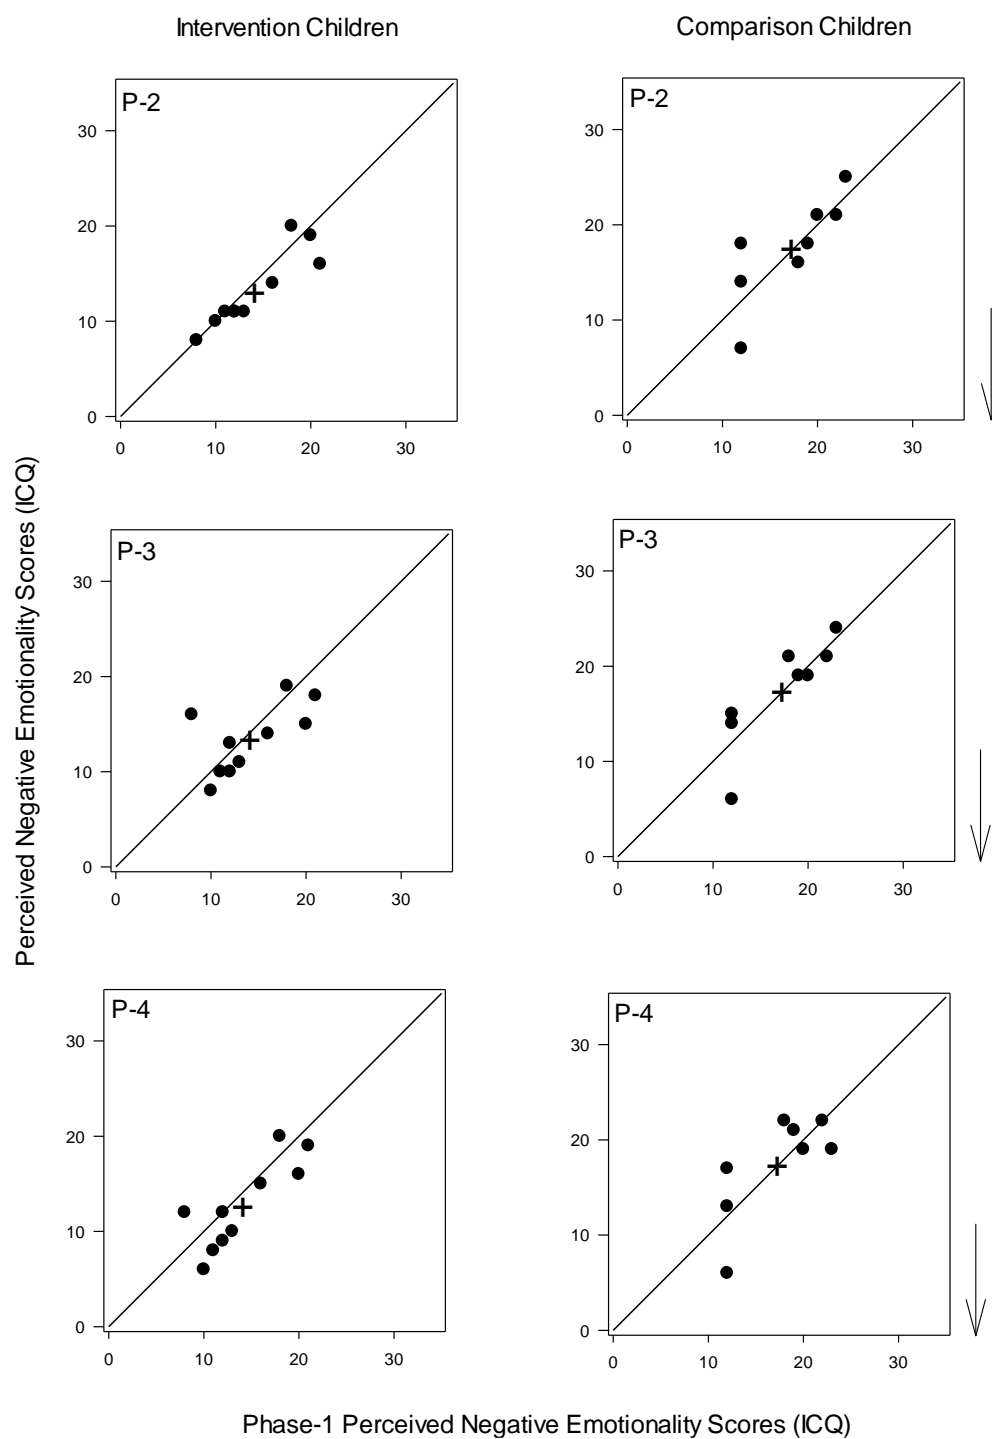 Intervention Children
Comparison Children
P-2
30
20
10
0
0 10 20 30
P-2
30
20
10
0
0 10 20 30
Perceived Negative Emotionality Scores (ICQ)
P-3
30
20
10
0
0 10 20 30
P-3
30
20
10
0
0 10 20 30
P-4
30
20
10
0
0 10 20 30
P-4
30
20
10
0
0 10 20 30
Phase-1 Perceived Negative Emotionality Scores (ICQ)